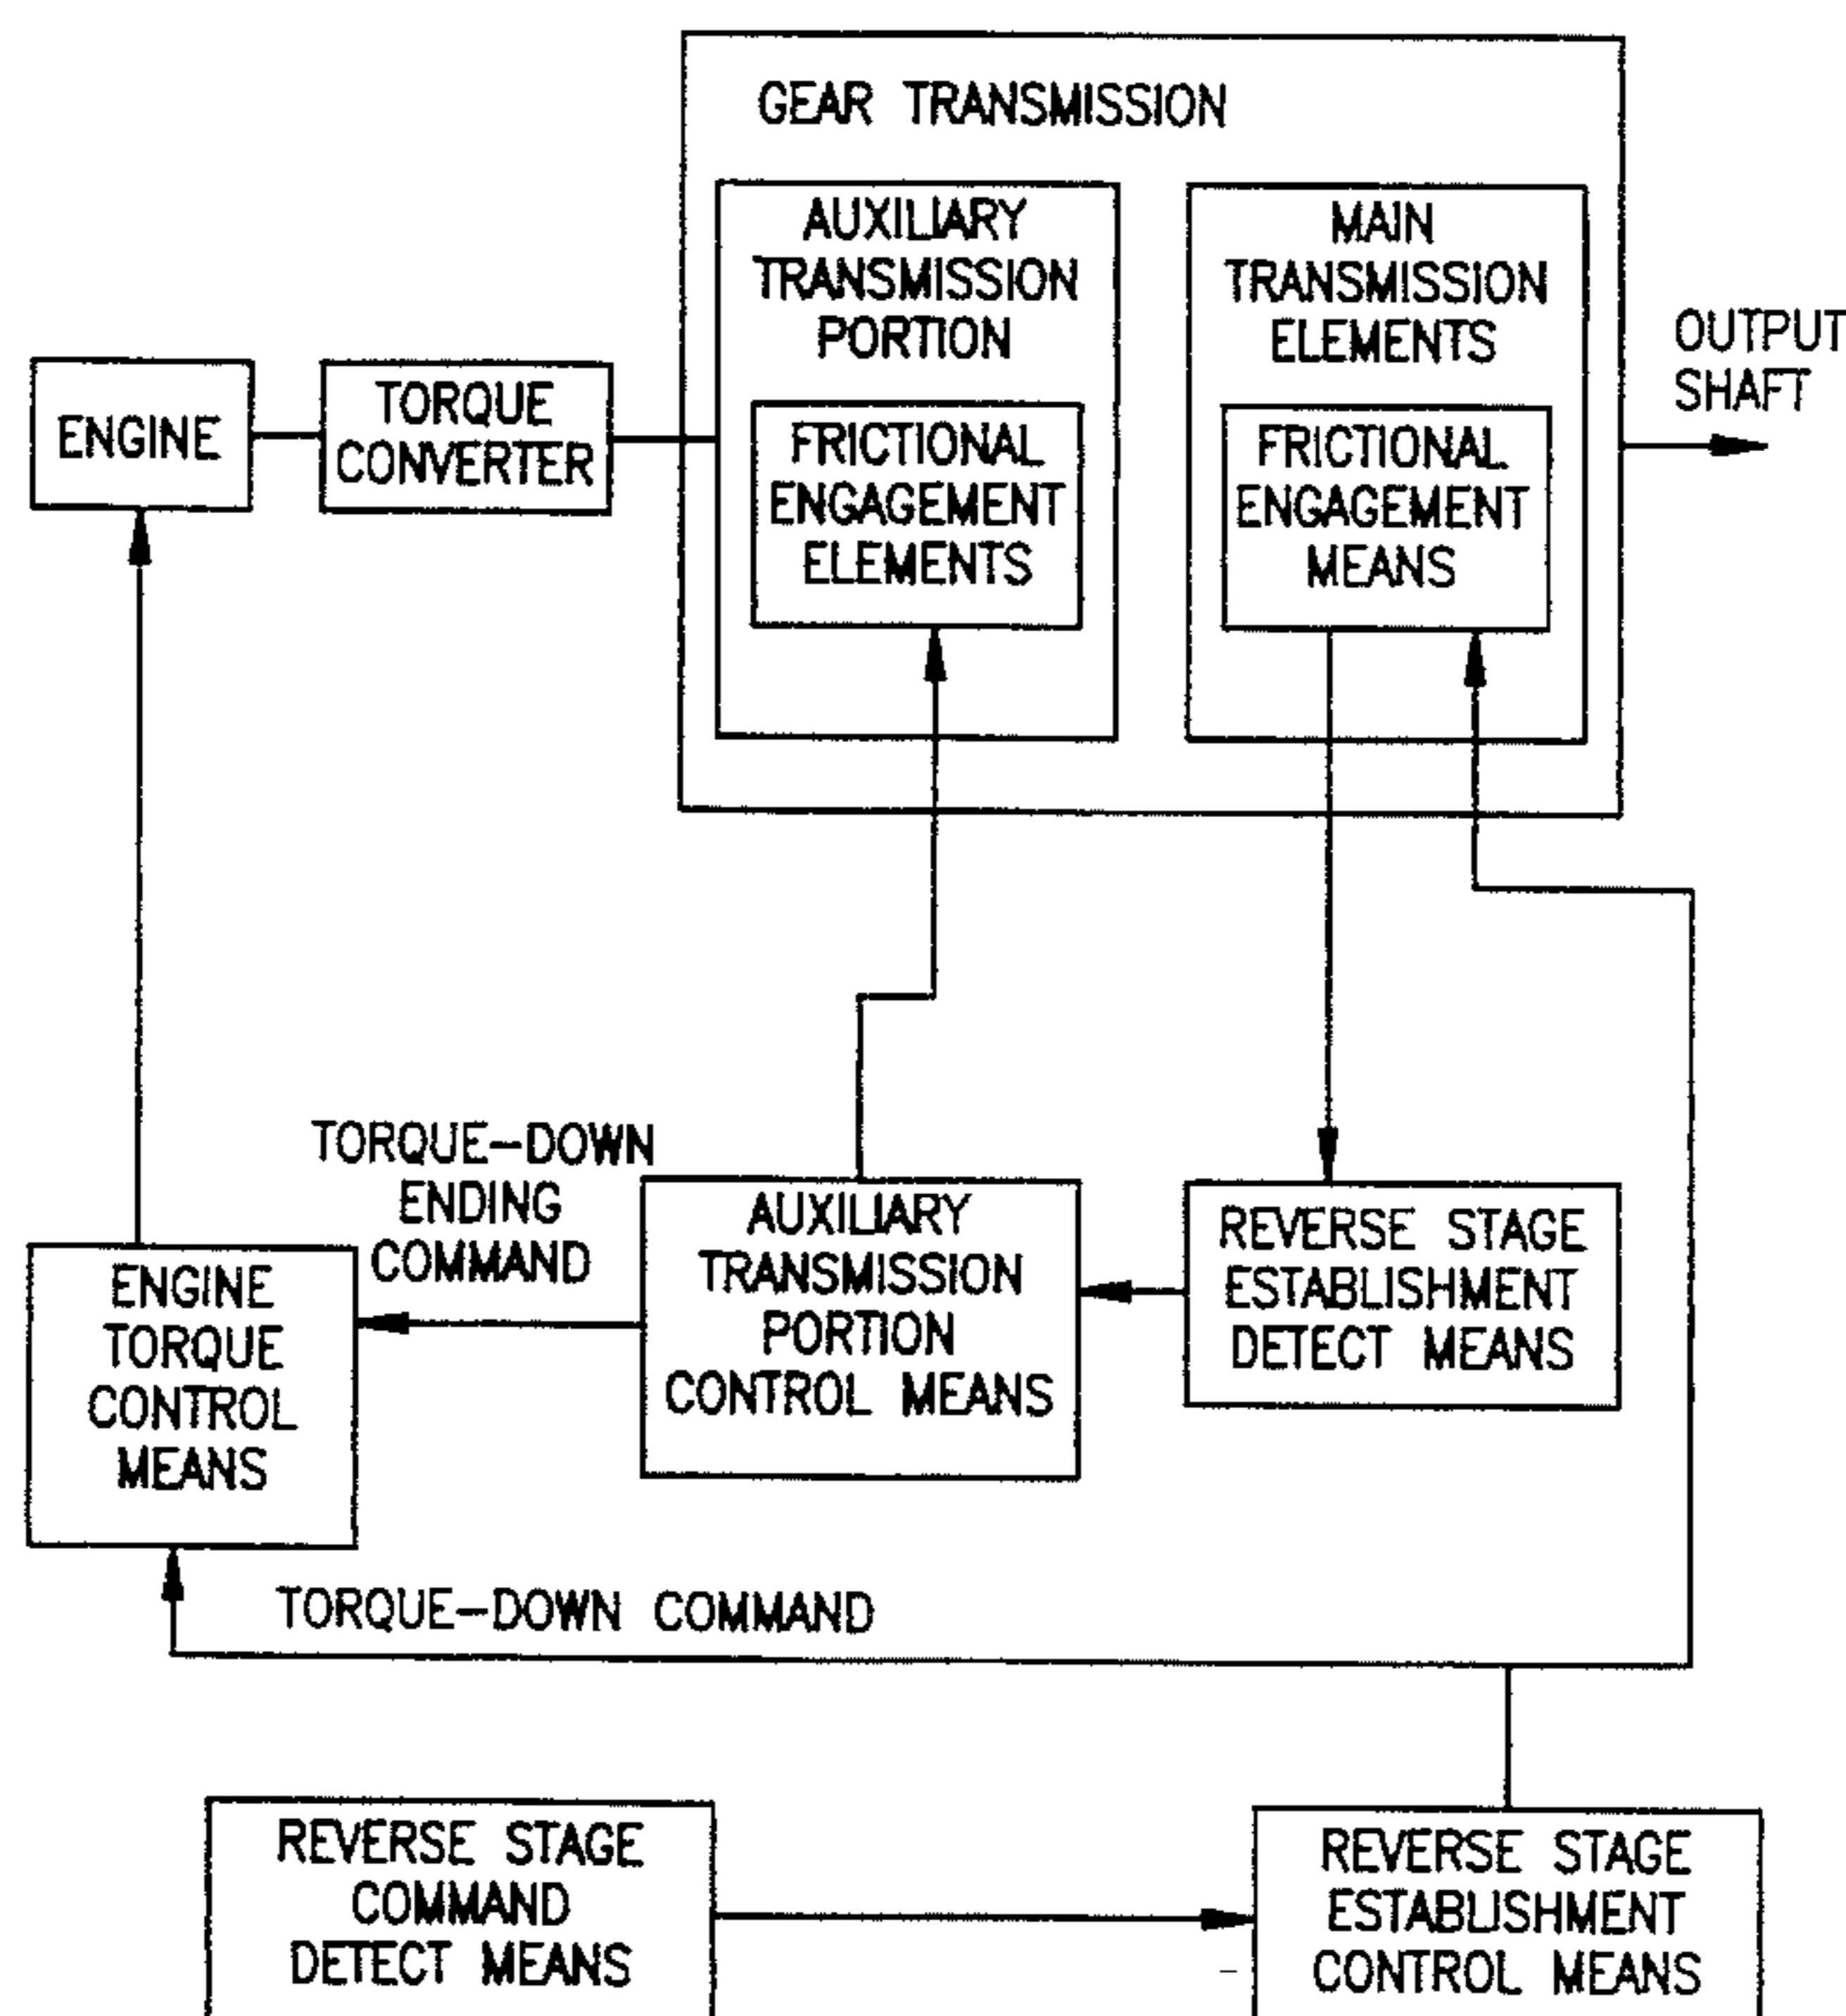 GEAR TRANSMISSION
AUXILIARY
TRANSMISSION
PORTION
MAIN
TRANSMISSION
ELEMENTS
OUTPUT
SHAFT
ENGINE
TORQUE
CONVERTER
FRICTIONAL
ENGAGEMENT
ELEMENTS
FRICTIONAL
ENGAGEMENT
MEANS
TORQUE-DOWN
ENDING
COMMAND
ENGINE
TORQUE
CONTROL
MEANS
AUXILIARY
TRANSMISSION
PORTION
CONTROL MEANS
REVERSE STAGE
ESTABLISHMENT
DETECT MEANS
TORQUE-DOWN COMMAND
REVERSE STAGE
COMMAND
DETECT MEANS
REVERSE STAGE
ESTABLISHMENT
CONTROL MEANS